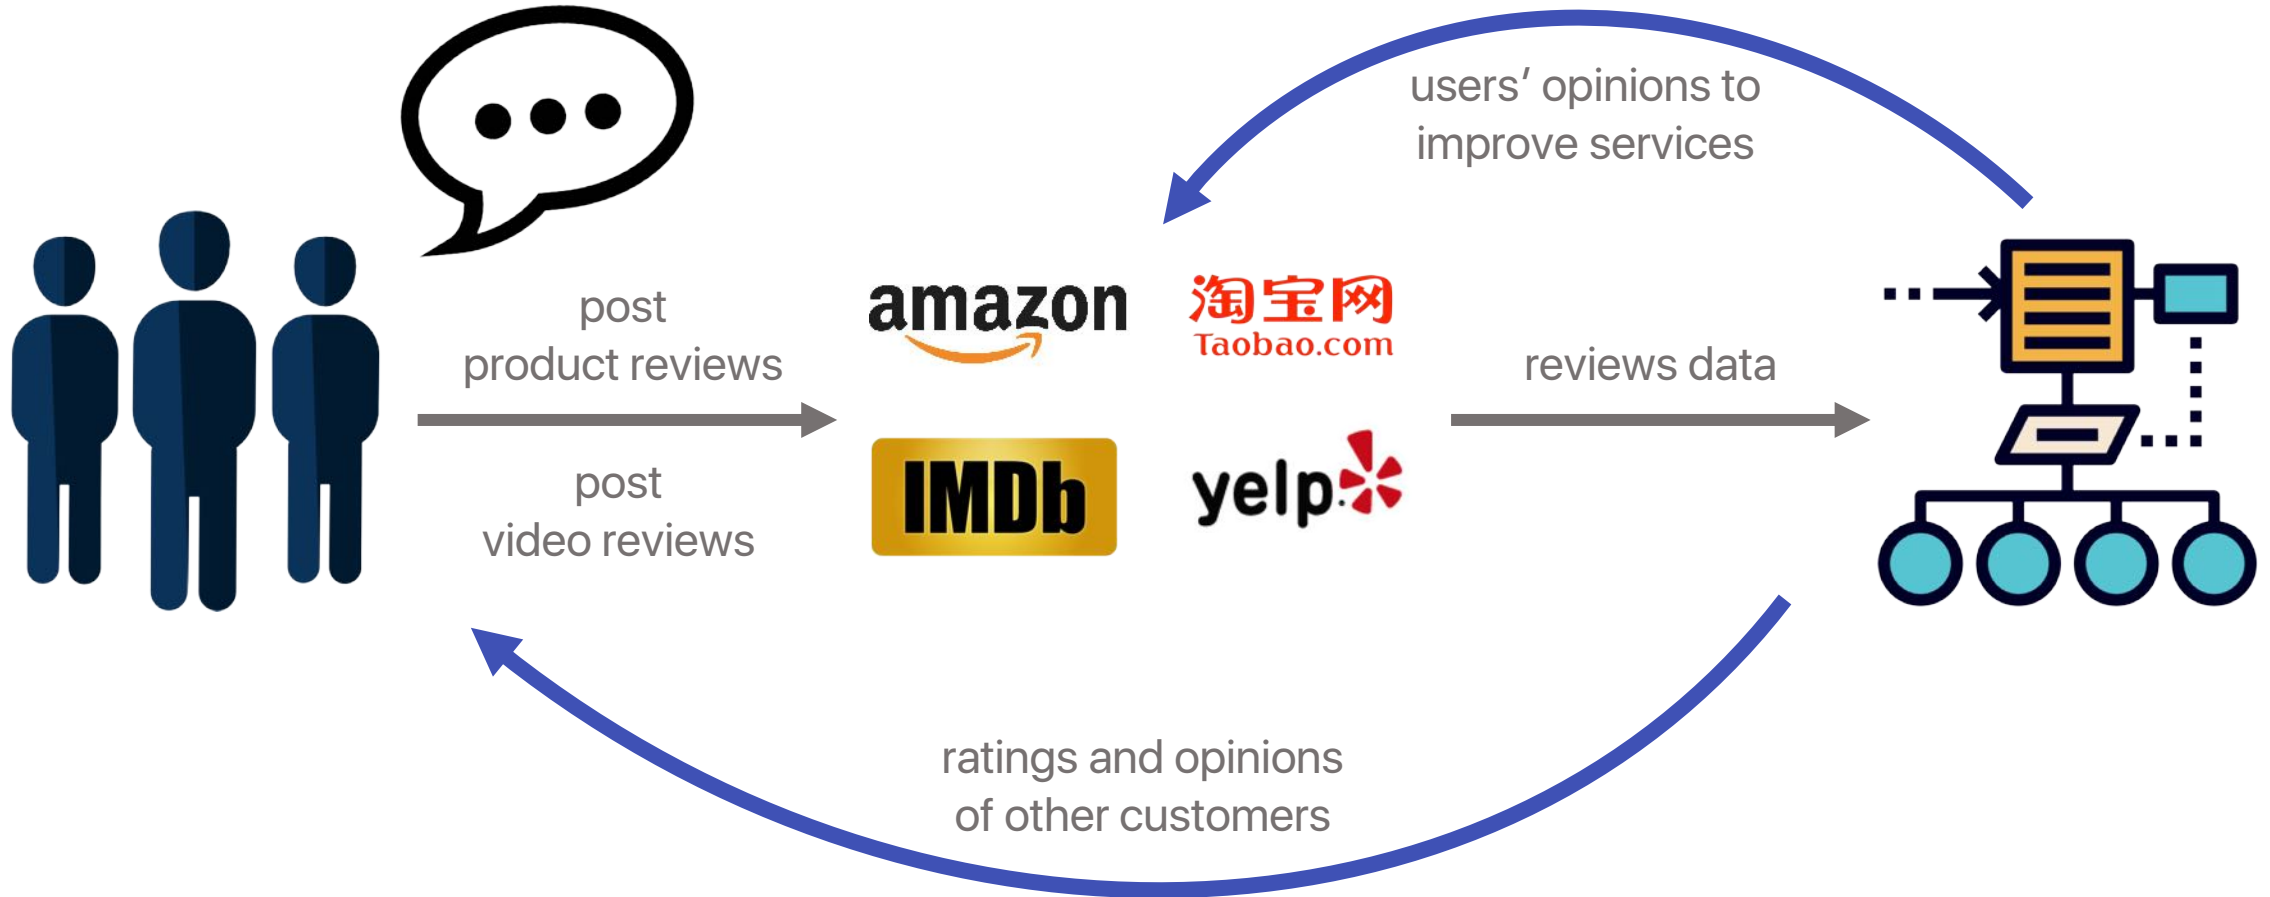 users’ opinions to
improve services
post
product reviews
amazon
淘宝网
Taobao.com
reviews data
post
video reviews
IMDb
yelp
ratings and opinions
of other customers